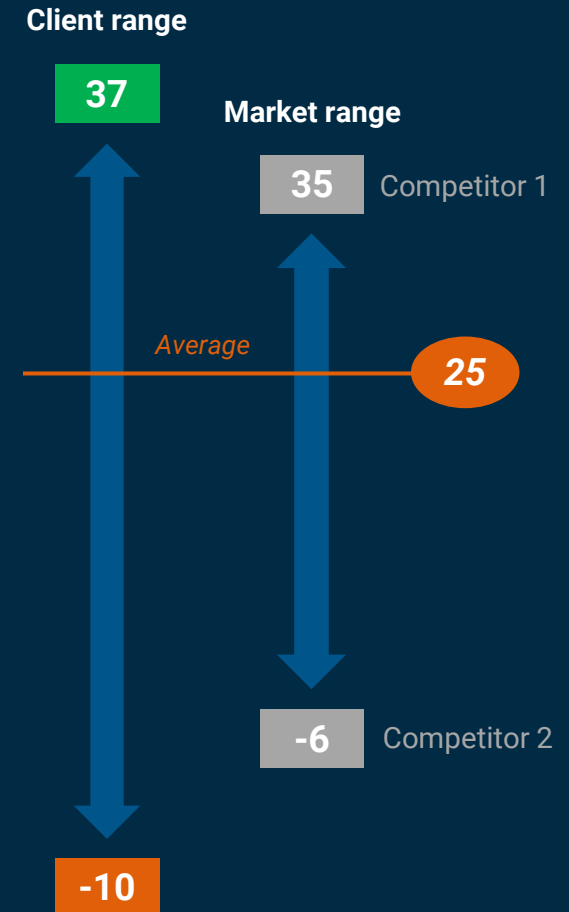 Client range
37
Market range
35 Competitor 1
Average
25
-6 Competitor 2
-10